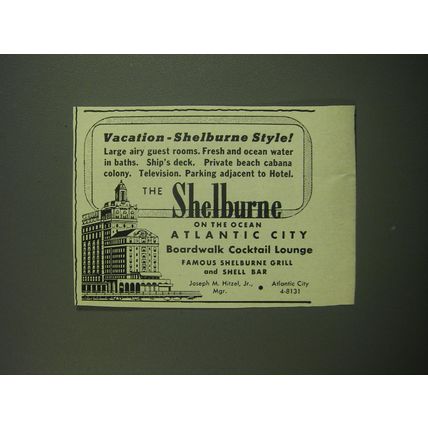 Vacation - Shelburne Style!
Large airy guest rooms. Fresh and ocean water
in baths. Ship's deck. Private beach cabana
colony. Television. Parking adjacent to Hotel.
THE
Shelburne
ON THE OCEAN
ATLANTIC CITY
Boardwalk Cocktail Lounge
FAMOUS SHELBURNE GRILL
and SHELL BAR
Joseph M. Hitzel, Jr., Mgr. • Atlantic City 4-8131